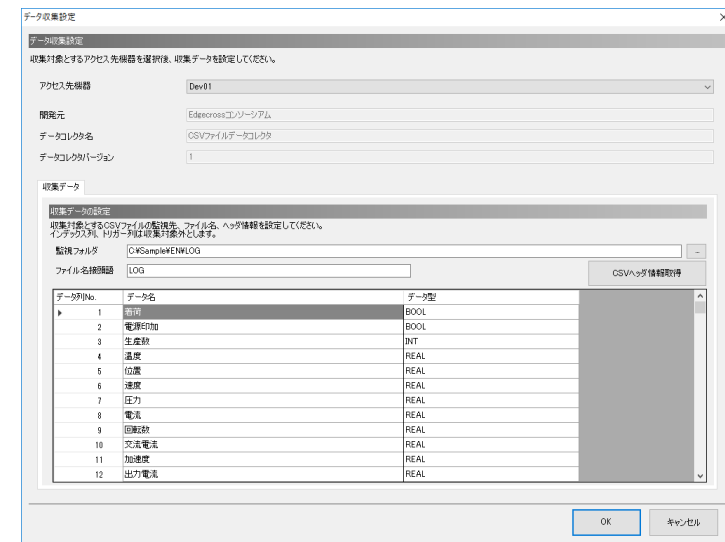 データ収集設定
データ収集設定
収集対象とするアクセス先機器を選択後、収集データを設定してください。
アクセス先機器 Dev01
開発元 Edgecrossコンソーシアム
データコレクタ名 CSVファイルデータコレクタ
データコレクタバージョン 1
収集データ
収集データの設定
収集対象とするCSVファイルの監視先、ファイル名、ヘッダ情報を設定してください。
インデックス列、トリガー列は収集対象外とします。
監視フォルダ C:¥Sample¥EN¥LOG ...
ファイル名接頭語 LOG CSVヘッダ情報取得
データ列No. データ名 データ型
1 着荷 BOOL
2 電源印加 BOOL
3 生産数 INT
4 温度 REAL
5 位置 REAL
6 速度 REAL
7 圧力 REAL
8 電流 REAL
9 回転数 REAL
10 交流電流 REAL
11 加速度 REAL
12 出力電流 REAL
OK キャンセル